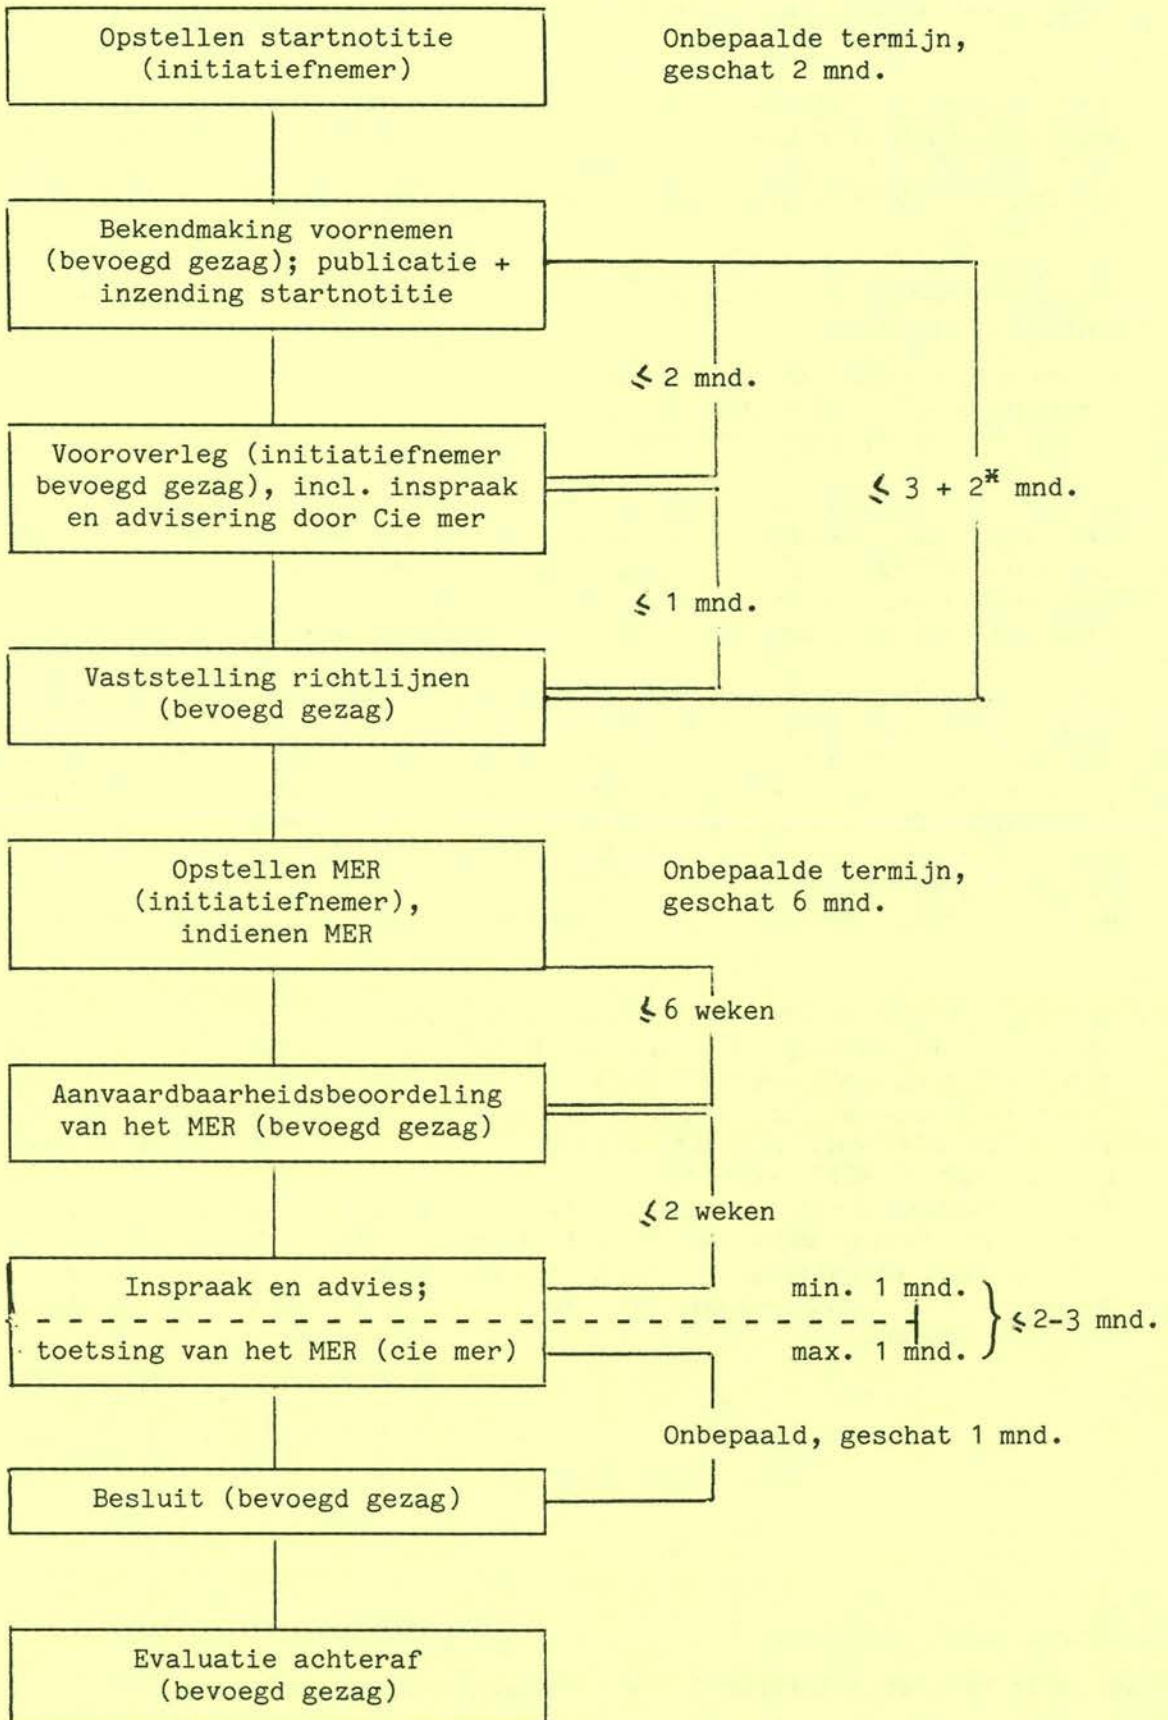 Opstellen startnotitie
(initiatiefnemer)
Onbepaalde termijn,
geschat 2 mnd.
Bekendmaking voornemen
(bevoegd gezag); publicatie +
inzending startnotitie
≤ 2 mnd.
Vooroverleg (initiatiefnemer
bevoegd gezag), incl. inspraak
en advisering door Cie mer
≤ 3 + 2* mnd.
≤ 1 mnd.
Vaststelling richtlijnen
(bevoegd gezag)
Opstellen MER
(initiatiefnemer),
indienen MER
Onbepaalde termijn,
geschat 6 mnd.
≤ 6 weken
Aanvaardbaarheidsbeoordeling
van het MER (bevoegd gezag)
≤ 2 weken
Inspraak en advies;
min. 1 mnd.
≤ 2-3 mnd.
toetsing van het MER (cie mer)
max. 1 mnd.
Onbepaald, geschat 1 mnd.
Besluit (bevoegd gezag)
Evaluatie achteraf
(bevoegd gezag)